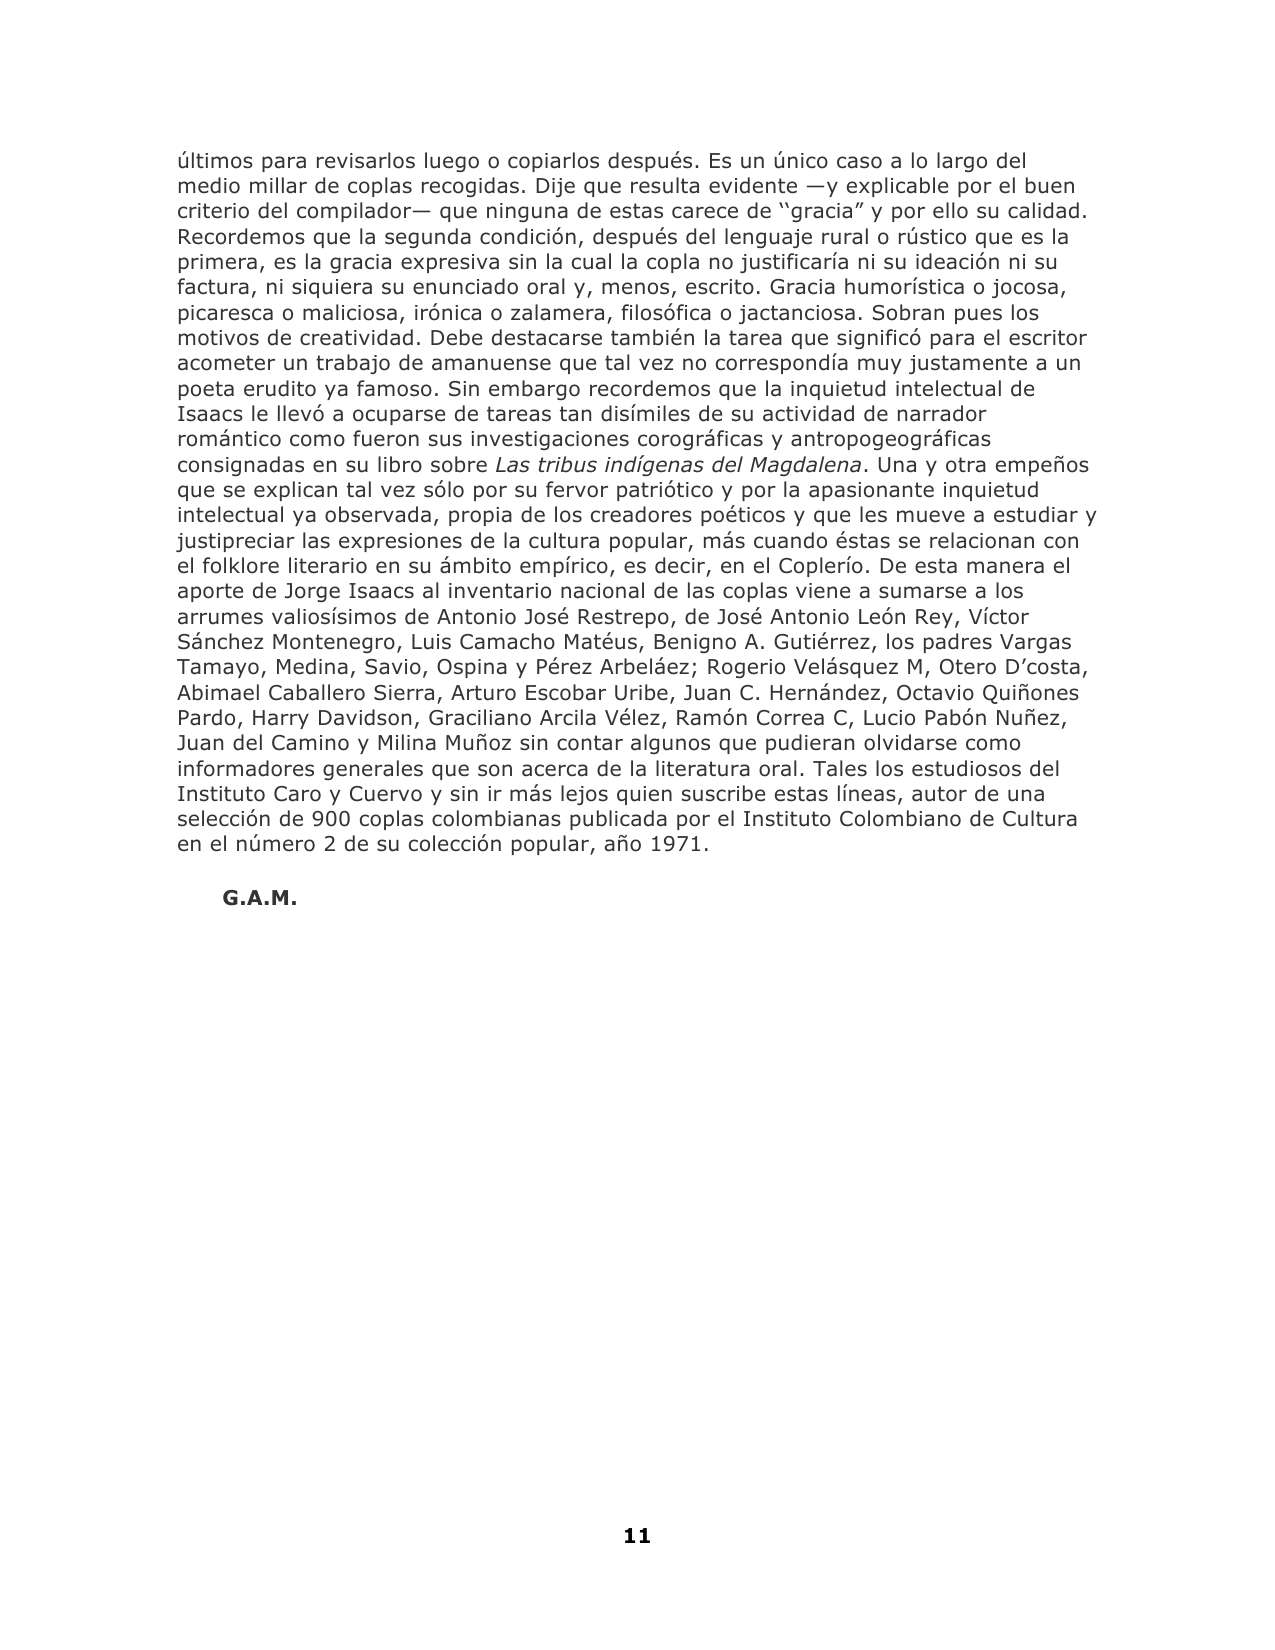 últimos para revisarlos luego o copiarlos después. Es un único caso a lo largo del
medio millar de coplas recogidas. Dije que resulta evidente —y explicable por el buen
criterio del compilador— que ninguna de estas carece de ‘‘gracia” y por ello su calidad.
Recordemos que la segunda condición, después del lenguaje rural o rústico que es la
primera, es la gracia expresiva sin la cual la copla no justificaría ni su ideación ni su
factura, ni siquiera su enunciado oral y, menos, escrito. Gracia humorística o jocosa,
picaresca o maliciosa, irónica o zalamera, filosófica o jactanciosa. Sobran pues los
motivos de creatividad. Debe destacarse también la tarea que significó para el escritor
acometer un trabajo de amanuense que tal vez no correspondía muy justamente a un
poeta erudito ya famoso. Sin embargo recordemos que la inquietud intelectual de
Isaacs le llevó a ocuparse de tareas tan disímiles de su actividad de narrador
romántico como fueron sus investigaciones corográficas y antropogeográficas
consignadas en su libro sobre Las tribus indígenas del Magdalena. Una y otra empeños
que se explican tal vez sólo por su fervor patriótico y por la apasionante inquietud
intelectual ya observada, propia de los creadores poéticos y que les mueve a estudiar y
justipreciar las expresiones de la cultura popular, más cuando éstas se relacionan con
el folklore literario en su ámbito empírico, es decir, en el Coplerío. De esta manera el
aporte de Jorge Isaacs al inventario nacional de las coplas viene a sumarse a los
arrumes valiosísimos de Antonio José Restrepo, de José Antonio León Rey, Víctor
Sánchez Montenegro, Luis Camacho Matéus, Benigno A. Gutiérrez, los padres Vargas
Tamayo, Medina, Savio, Ospina y Pérez Arbeláez; Rogerio Velásquez M, Otero D’costa,
Abimael Caballero Sierra, Arturo Escobar Uribe, Juan C. Hernández, Octavio Quiñones
Pardo, Harry Davidson, Graciliano Arcila Vélez, Ramón Correa C, Lucio Pabón Nuñez,
Juan del Camino y Milina Muñoz sin contar algunos que pudieran olvidarse como
informadores generales que son acerca de la literatura oral. Tales los estudiosos del
Instituto Caro y Cuervo y sin ir más lejos quien suscribe estas líneas, autor de una
selección de 900 coplas colombianas publicada por el Instituto Colombiano de Cultura
en el número 2 de su colección popular, año 1971.
G.A.M.
11